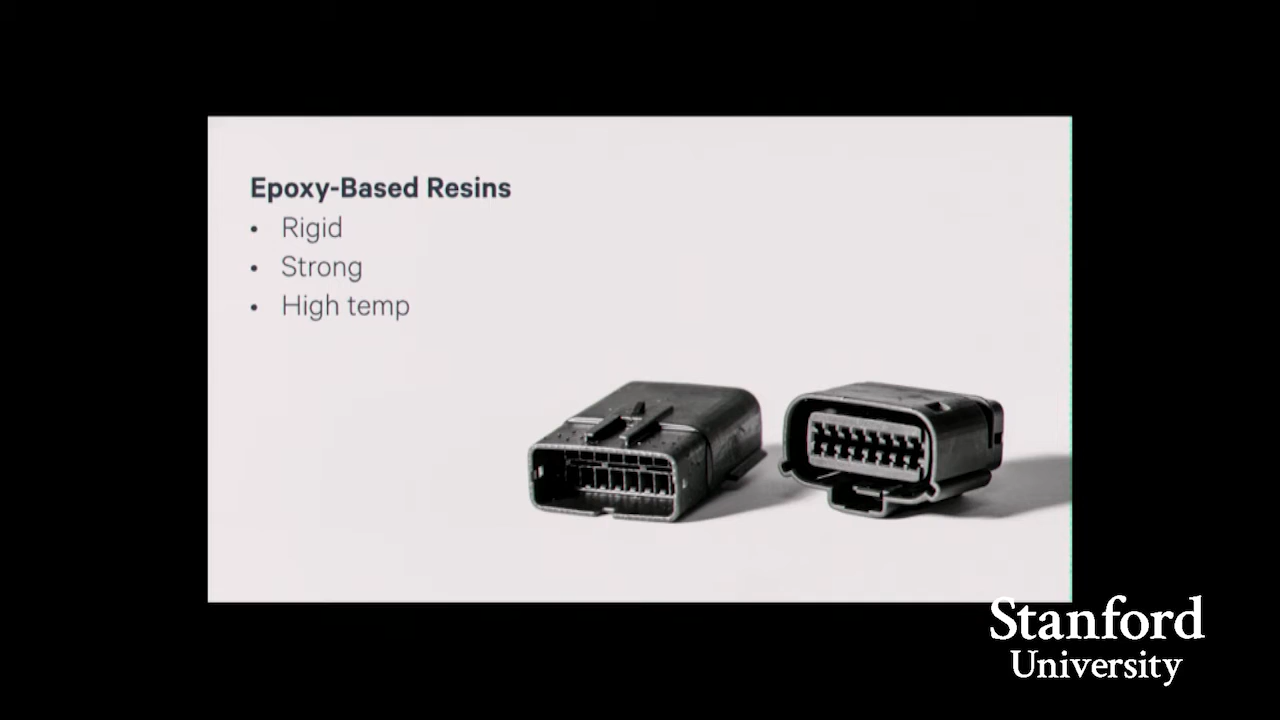 Epoxy-Based Resins
• Rigid
• Strong
• High temp
Stanford
University